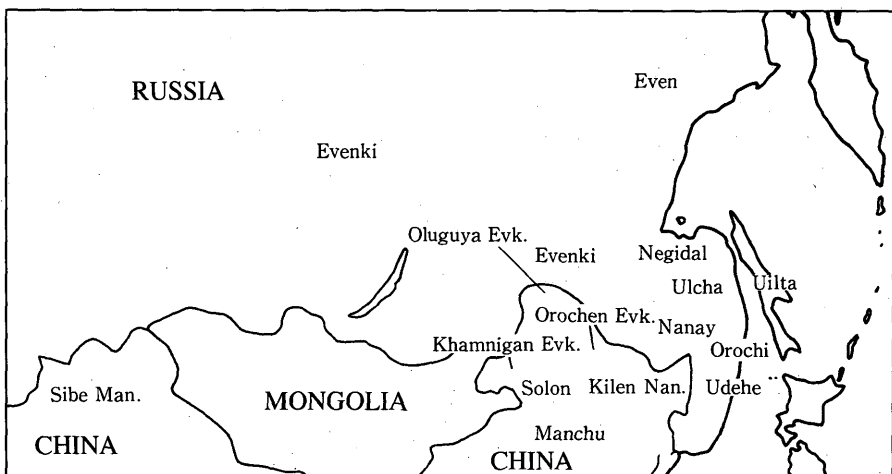 Even
RUSSIA
Evenki
Oluguya Evk.
Evenki
Negidal
Ulcha
Uilta
Orochen Evk.
Nanay
Khamnigan Evk.
Orochi
Sibe Man.
MONGOLIA
Solon
Kilen Nan.
Udehe
Manchu
CHINA
CHINA